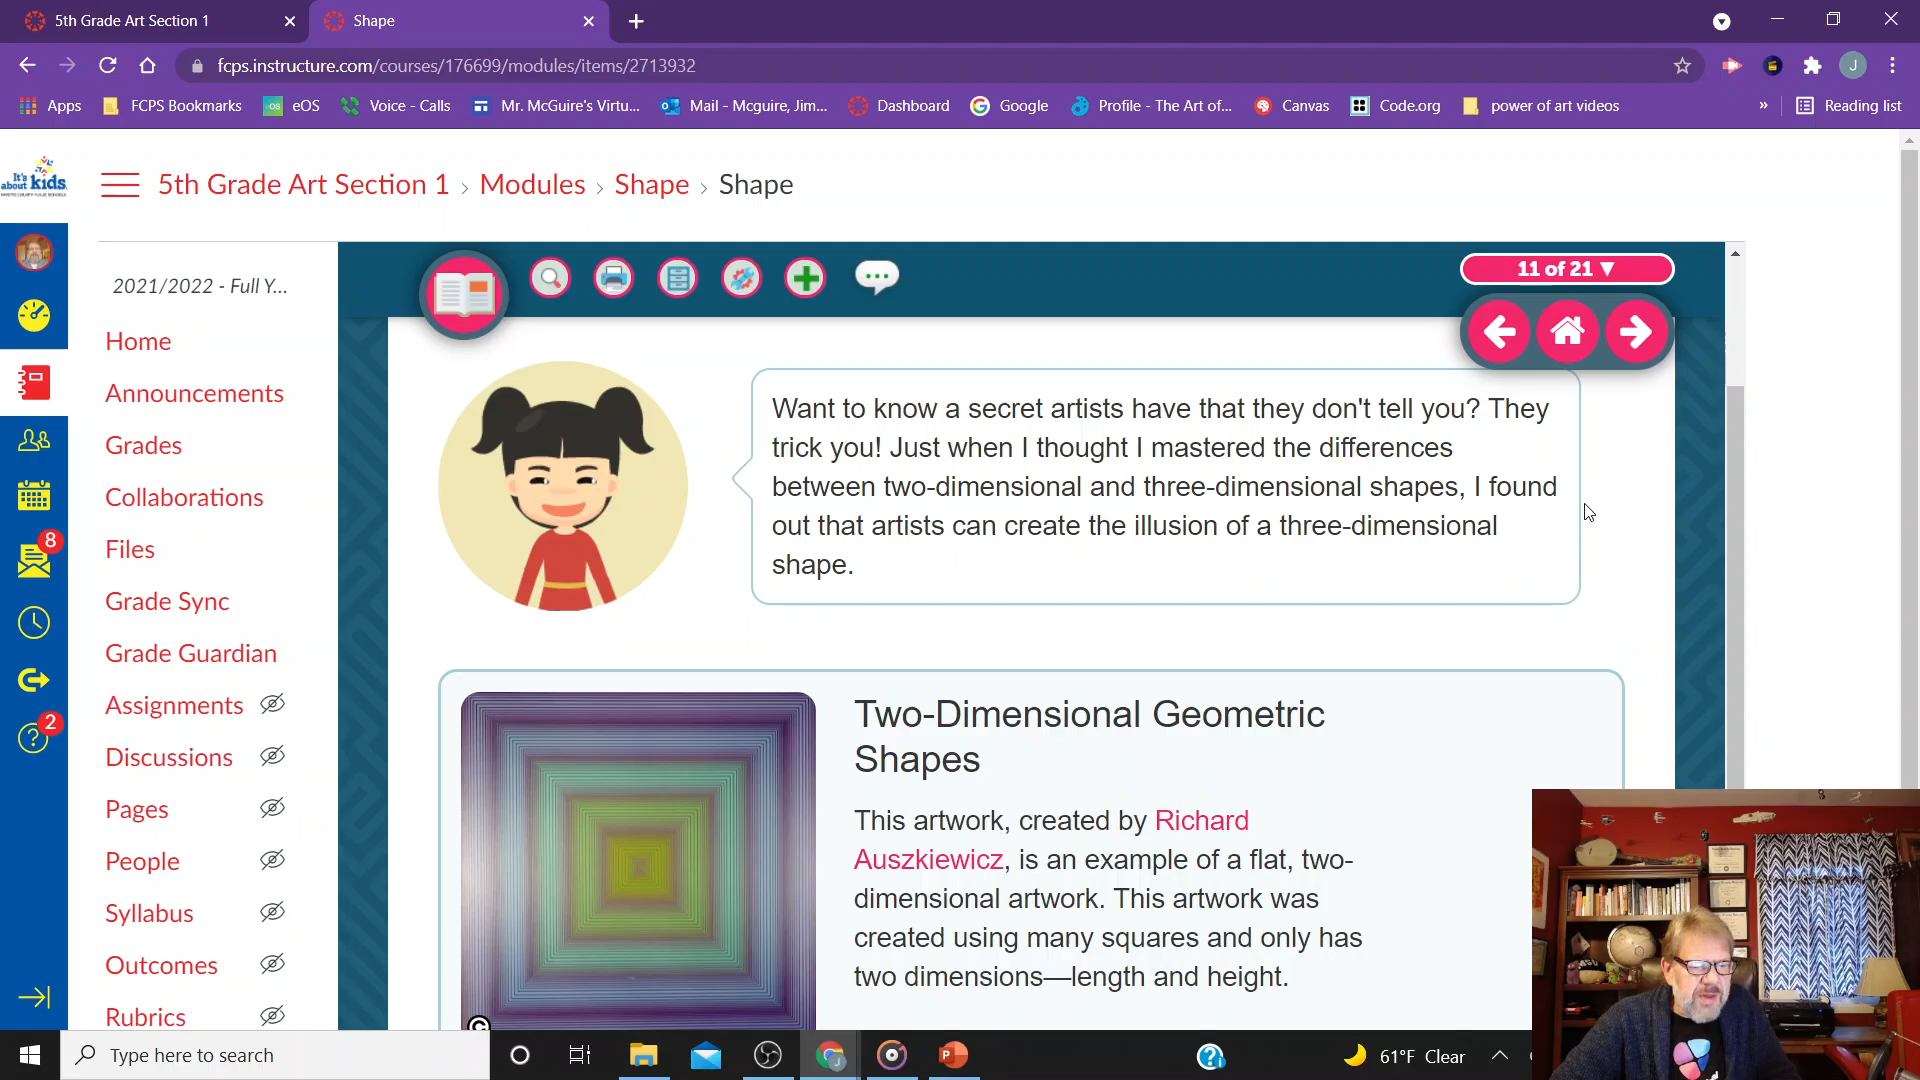 5th Grade Art Section 1
Shape
fcps.instructure.com/courses/176699/modules/items/2713932
J
Apps
FCPS Bookmarks
eOS
Voice - Calls
Mr. McGuire's Virtu...
Mail - Mcguire, Jim...
Dashboard
Google
Profile - The Art of...
Canvas
Code.org
power of art videos
»
Reading list
It's
about kids
5th Grade Art Section 1 › Modules › Shape › Shape
2021/2022 - Full Y...
Home
Announcements
Grades
Collaborations
Files
Grade Sync
Grade Guardian
Assignments
Discussions
Pages
People
Syllabus
Outcomes
Rubrics
8
2
11 of 21 ▼
Want to know a secret artists have that they don't tell you? They
trick you! Just when I thought I mastered the differences
between two-dimensional and three-dimensional shapes, I found
out that artists can create the illusion of a three-dimensional
shape.
Two-Dimensional Geometric
Shapes
This artwork, created by Richard
Auszkiewicz, is an example of a flat, two-
dimensional artwork. This artwork was
created using many squares and only has
two dimensions—length and height.
©
Type here to search
61°F Clear